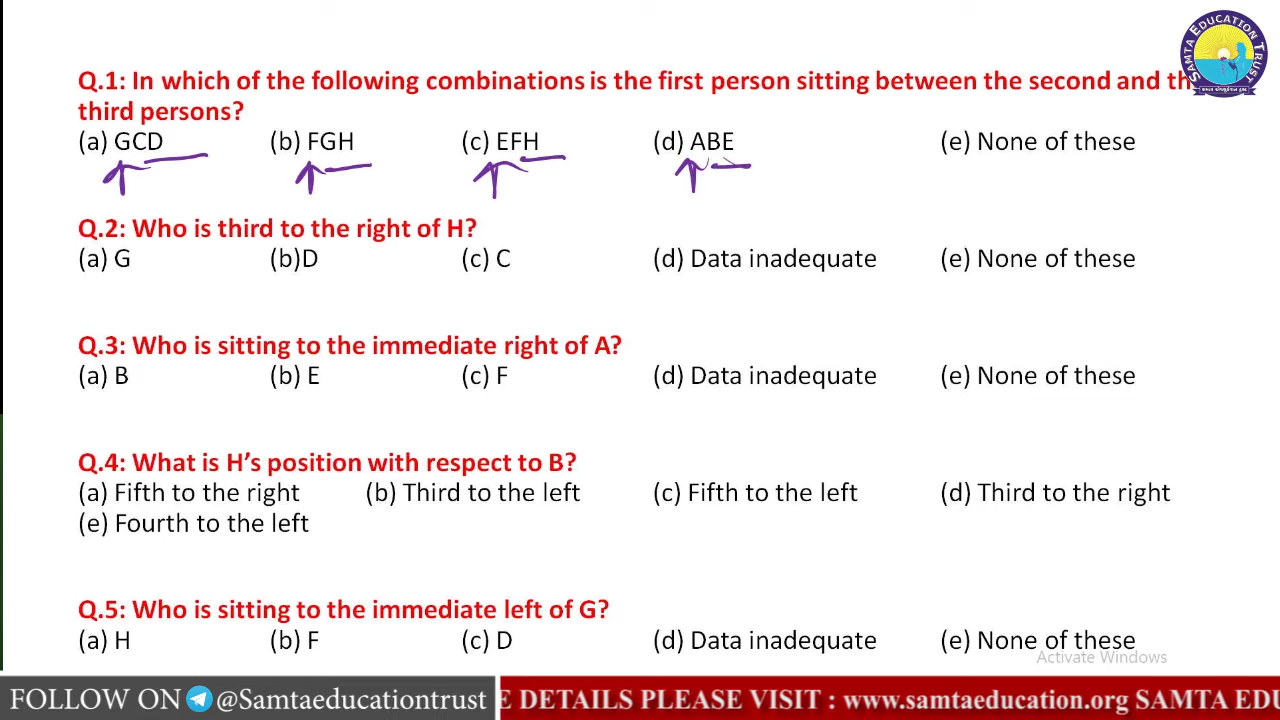 Q.1: In which of the following combinations is the first person sitting between the second and th
third persons?
(a) GCD (b) FGH (c) EFH (d) ABE (e) None of these
Q.2: Who is third to the right of H?
(a) G (b)D (c) C (d) Data inadequate (e) None of these
Q.3: Who is sitting to the immediate right of A?
(a) B (b) E (c) F (d) Data inadequate (e) None of these
Q.4: What is H’s position with respect to B?
(a) Fifth to the right (b) Third to the left (c) Fifth to the left (d) Third to the right
(e) Fourth to the left
Q.5: Who is sitting to the immediate left of G?
(a) H (b) F (c) D (d) Data inadequate (e) None of these
Activate Windows
FOLLOW ON @Samtaeducationtrust E DETAILS PLEASE VISIT : www.samtaeducation.org SAMTA EDU
SAMTA EDUCATION TRUST